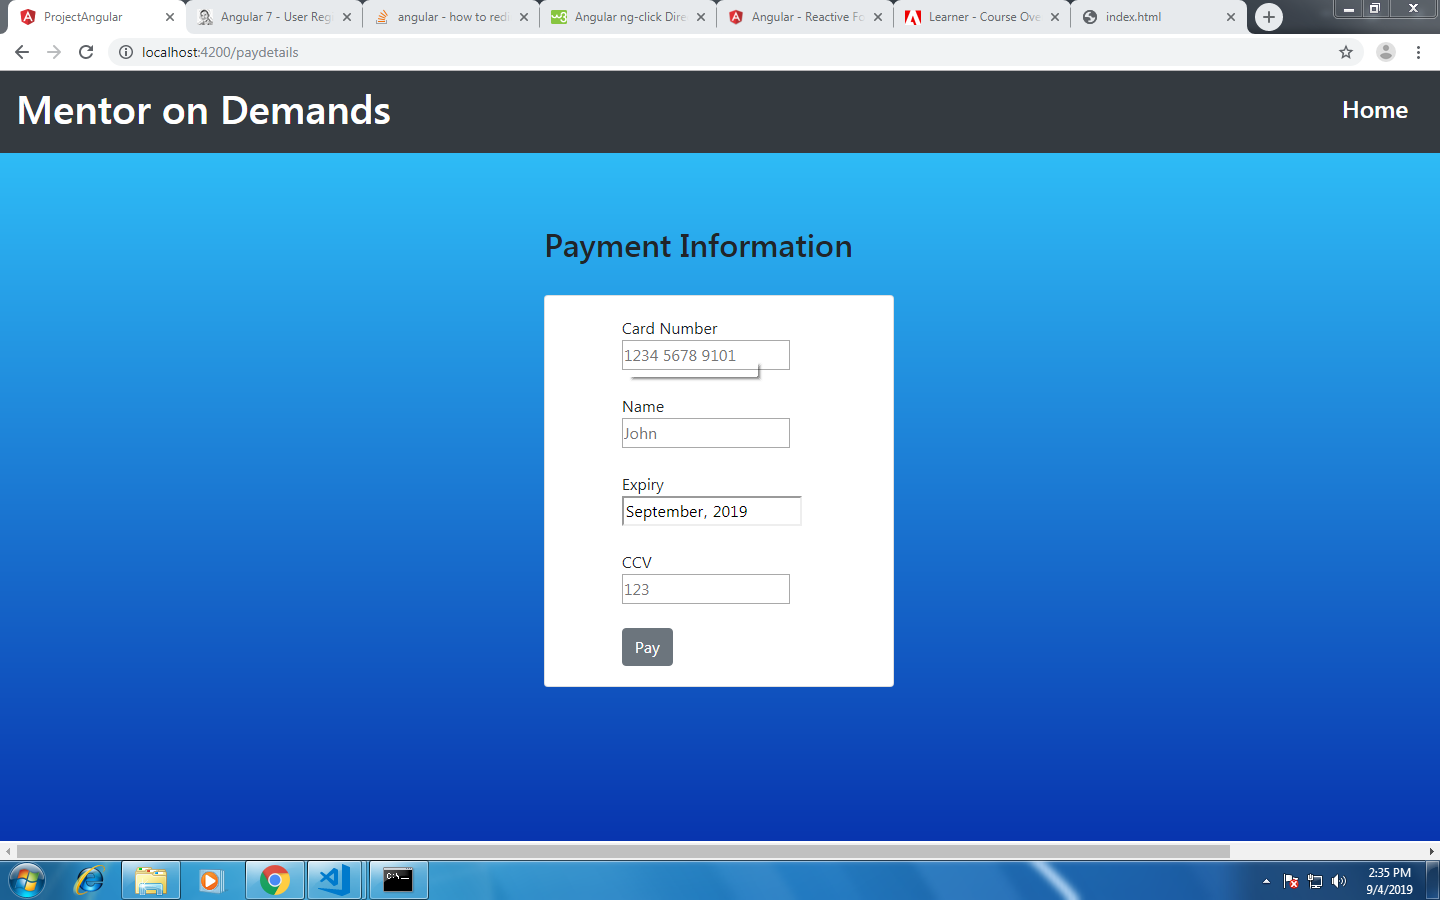 ProjectAngular
Angular 7 - User Reg
angular - how to redi
Angular ng-click Dire
Angular - Reactive Fo
Learner - Course Ove
index.html
localhost:4200/paydetails
Mentor on Demands
Home
Payment Information
Card Number
1234 5678 9101
Name
John
Expiry
September, 2019
CCV
123
Pay
2:35 PM
9/4/2019